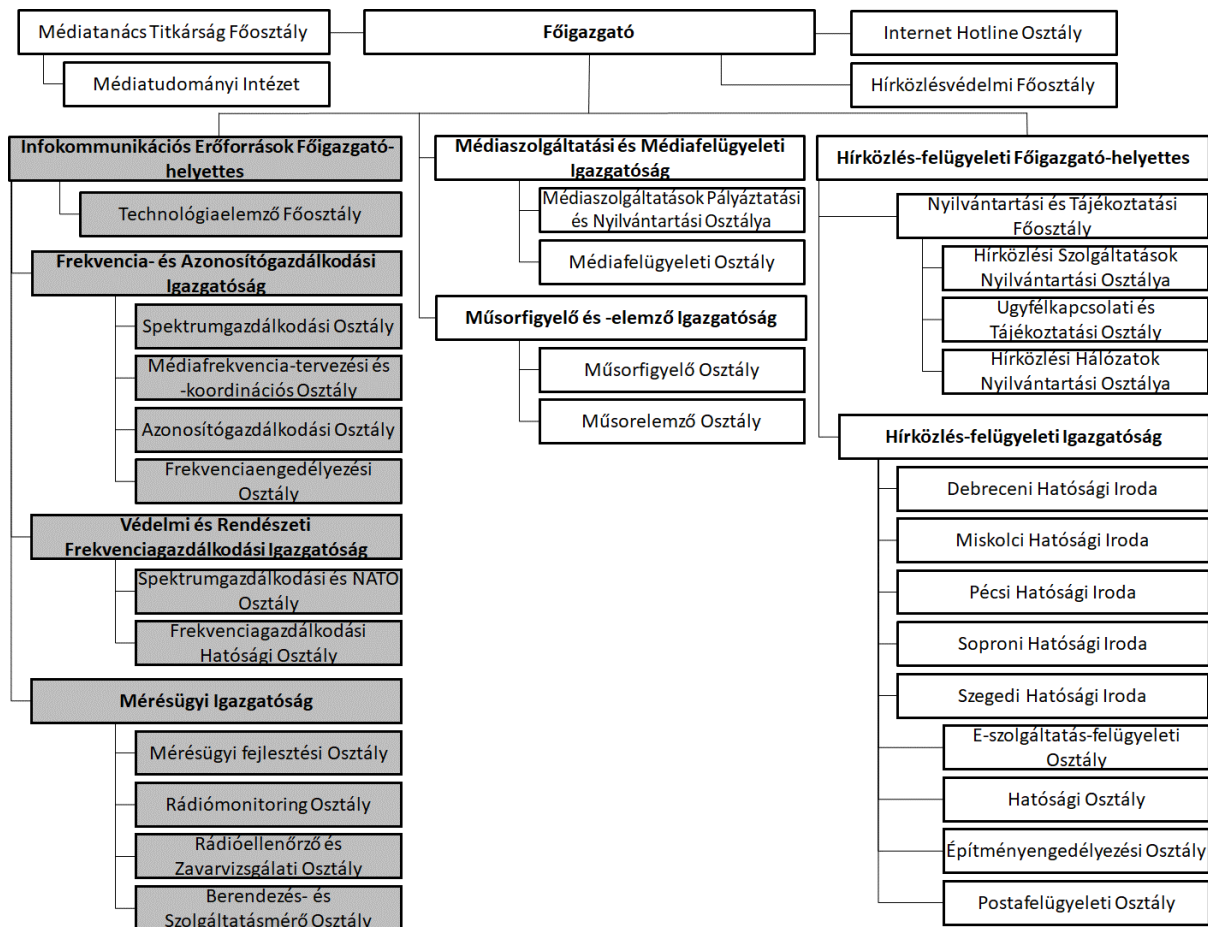 Médiatanács Titkárság Főosztály
Főigazgató
Internet Hotline Osztály
Médiatudományi Intézet
Hírközlésvédelmi Főosztály
Infokommunikációs Erőforrások Főigazgató-
helyettes
Technológiaelemző Főosztály
Frekvencia- és Azonosítógazdálkodási
Igazgatóság
Spektrumgazdálkodási Osztály
Médiafrekvencia-tervezési és
-koordinációs Osztály
Azonosítógazdálkodási Osztály
Frekvenciaengedélyezési
Osztály
Védelmi és Rendészeti
Frekvenciagazdálkodási Igazgatóság
Spektrumgazdálkodási és NATO
Osztály
Frekvenciagazdálkodási
Hatósági Osztály
Mérésügyi Igazgatóság
Mérésügyi fejlesztési Osztály
Rádiómonitoring Osztály
Rádióellenőrző és
Zavarvizsgálati Osztály
Berendezés- és
Szolgáltatásmérő Osztály
Médiaszolgáltatási és Médiafelügyeleti
Igazgatóság
Médiaszolgáltatások Pályáztatási
és Nyilvántartási Osztálya
Médiafelügyeleti Osztály
Műsorfigyelő és -elemző Igazgatóság
Műsorfigyelő Osztály
Műsorelemző Osztály
Hírközlés-felügyeleti Főigazgató-helyettes
Nyilvántartási és Tájékoztatási
Főosztály
Hírközlési Szolgáltatások
Nyilvántartási Osztálya
Ügyfélkapcsolati és
Tájékoztatási Osztály
Hírközlési Hálózatok
Nyilvántartási Osztálya
Hírközlés-felügyeleti Igazgatóság
Debreceni Hatósági Iroda
Miskolci Hatósági Iroda
Pécsi Hatósági Iroda
Soproni Hatósági Iroda
Szegedi Hatósági Iroda
E-szolgáltatás-felügyeleti
Osztály
Hatósági Osztály
Építményengedélyezési Osztály
Postafelügyeleti Osztály